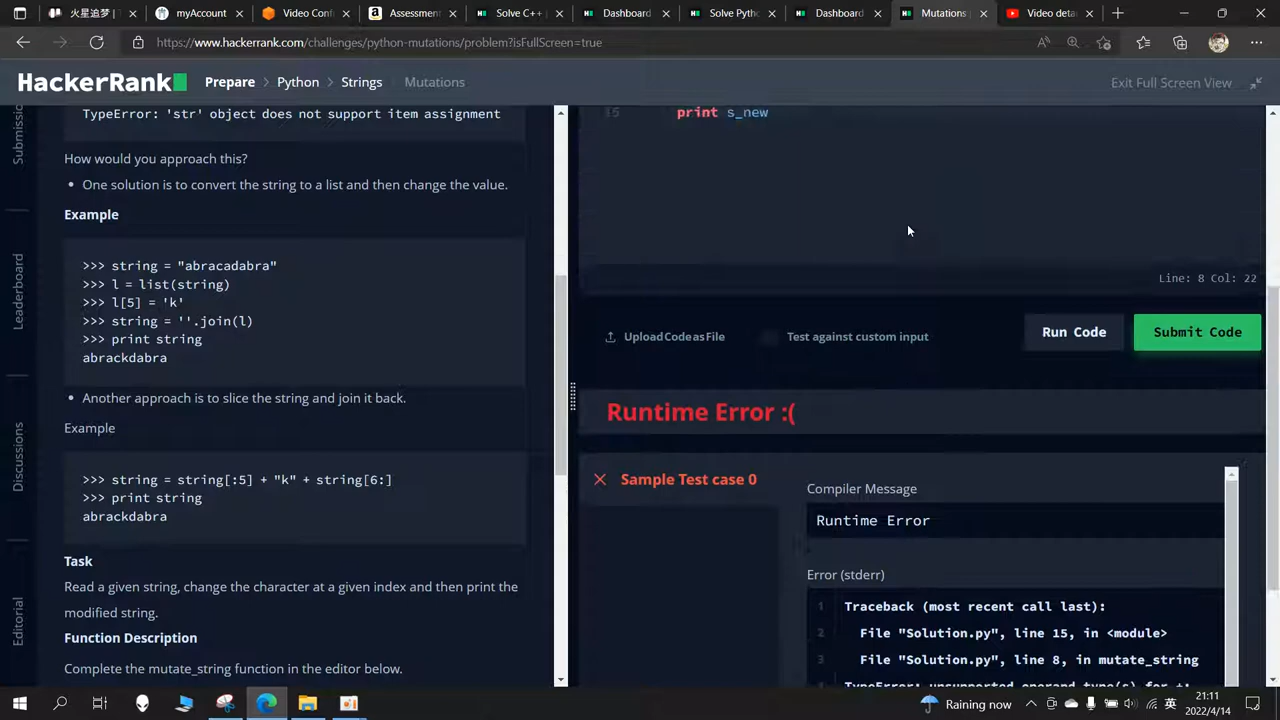 火星追梦 |
myAccount
Video Conf
Assessment
Solve C++
Dashboard
Solve Pyth
Dashboard
Mutations
Video detai
https://www.hackerrank.com/challenges/python-mutations/problem?isFullScreen=true
HackerRank
Prepare > Python > Strings > Mutations
Exit Full Screen View
Submissio
Leaderboard
Discussions
Editorial
TypeError: 'str' object does not support item assignment
How would you approach this?
• One solution is to convert the string to a list and then change the value.
Example
>>> string = "abracadabra"
>>> l = list(string)
>>> l[5] = 'k'
>>> string = ''.join(l)
>>> print string
abrackdabra
• Another approach is to slice the string and join it back.
Example
>>> string = string[:5] + "k" + string[6:]
>>> print string
abrackdabra
Task
Read a given string, change the character at a given index and then print the
modified string.
Function Description
Complete the mutate_string function in the editor below.
15 print s_new
Line: 8 Col: 22
Upload Code as File
Test against custom input
Run Code
Submit Code
Runtime Error :(
Sample Test case 0
Compiler Message
Runtime Error
Error (stderr)
1 Traceback (most recent call last):
2 File "Solution.py", line 15, in <module>
3 File "Solution.py", line 8, in mutate_string
TypeError: unsupported operand type(s) for +:
Raining now
英
21:11
2022/4/14